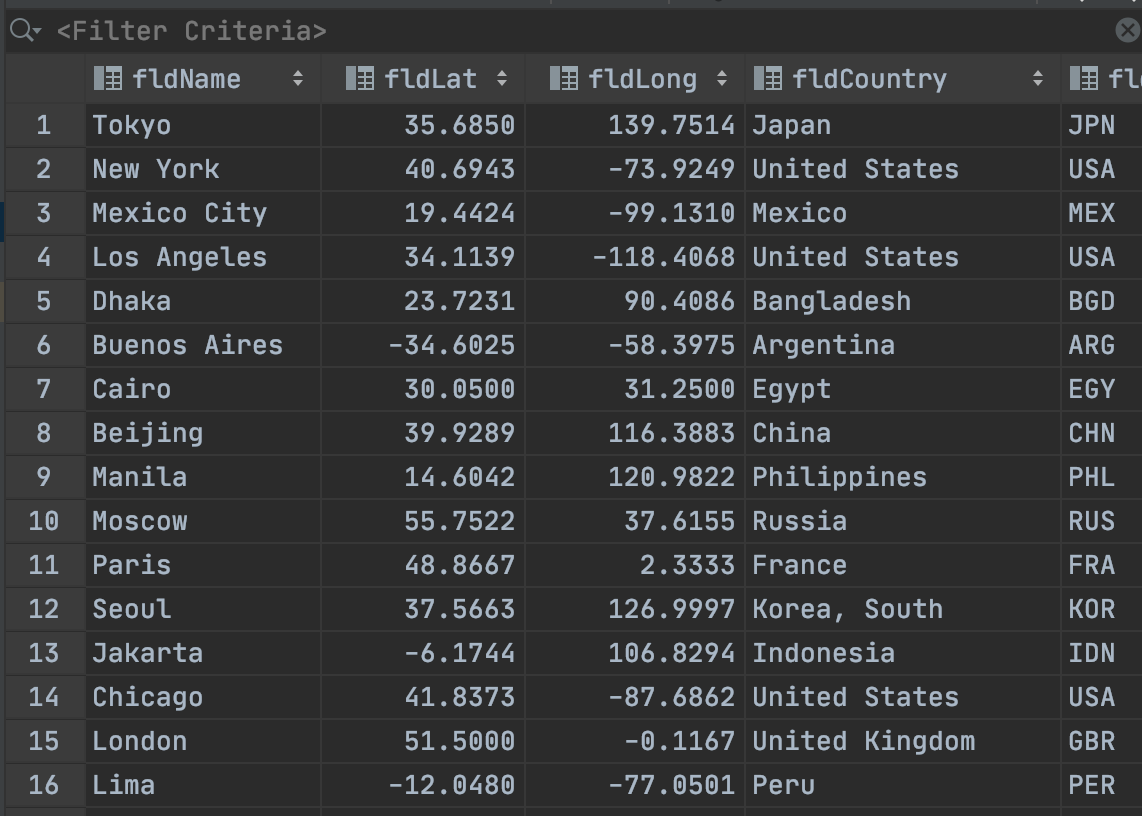 <Filter Criteria>
fldName fldLat fldLong fldCountry
1 Tokyo 35.6850 139.7514 Japan JPN
2 New York 40.6943 -73.9249 United States USA
3 Mexico City 19.4424 -99.1310 Mexico MEX
4 Los Angeles 34.1139 -118.4068 United States USA
5 Dhaka 23.7231 90.4086 Bangladesh BGD
6 Buenos Aires -34.6025 -58.3975 Argentina ARG
7 Cairo 30.0500 31.2500 Egypt EGY
8 Beijing 39.9289 116.3883 China CHN
9 Manila 14.6042 120.9822 Philippines PHL
10 Moscow 55.7522 37.6155 Russia RUS
11 Paris 48.8667 2.3333 France FRA
12 Seoul 37.5663 126.9997 Korea, South KOR
13 Jakarta -6.1744 106.8294 Indonesia IDN
14 Chicago 41.8373 -87.6862 United States USA
15 London 51.5000 -0.1167 United Kingdom GBR
16 Lima -12.0480 -77.0501 Peru PER